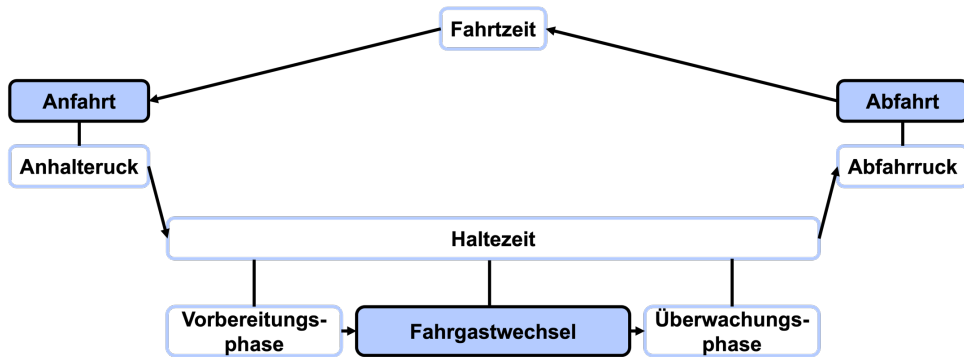 Fahrtzeit
Anfahrt
Abfahrt
Anhalteruck
Abfahrruck
Haltezeit
Vorbereitungs-
phase
Fahrgastwechsel
Überwachungs-
phase